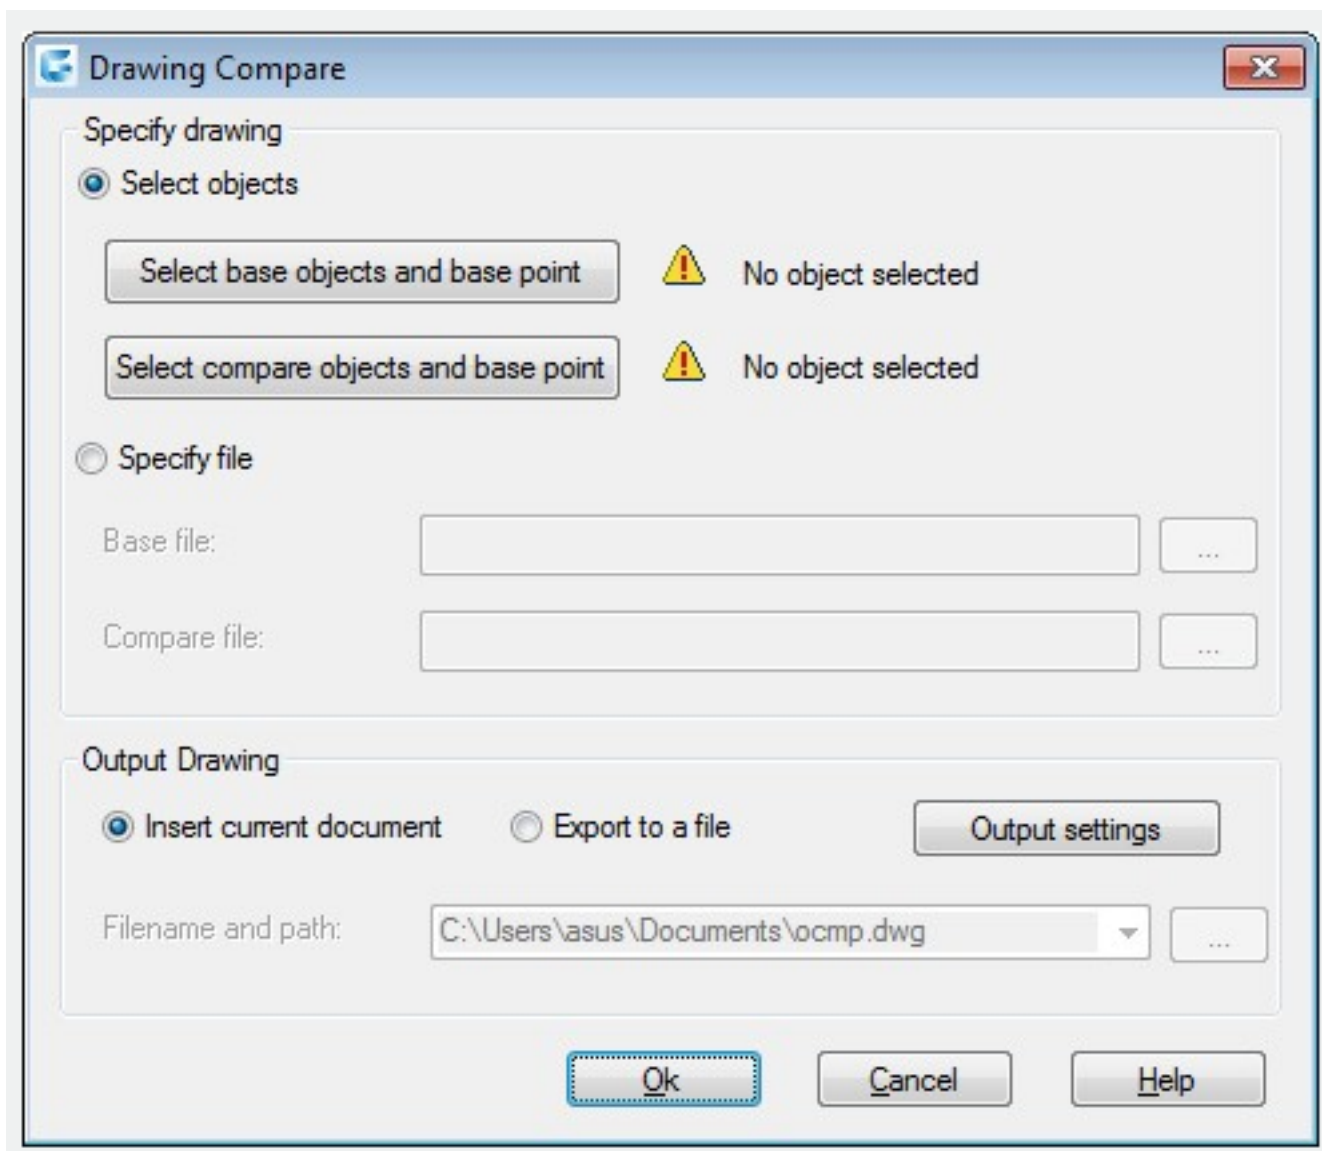 Drawing Compare
Specify drawing
Select objects
Select base objects and base point No object selected
Select compare objects and base point No object selected
Specify file
Base file: ...
Compare file: ...
Output Drawing
Insert current document Export to a file Output settings
Filename and path: C:\Users\asus\Documents\ocmp.dwg ...
Ok Cancel Help